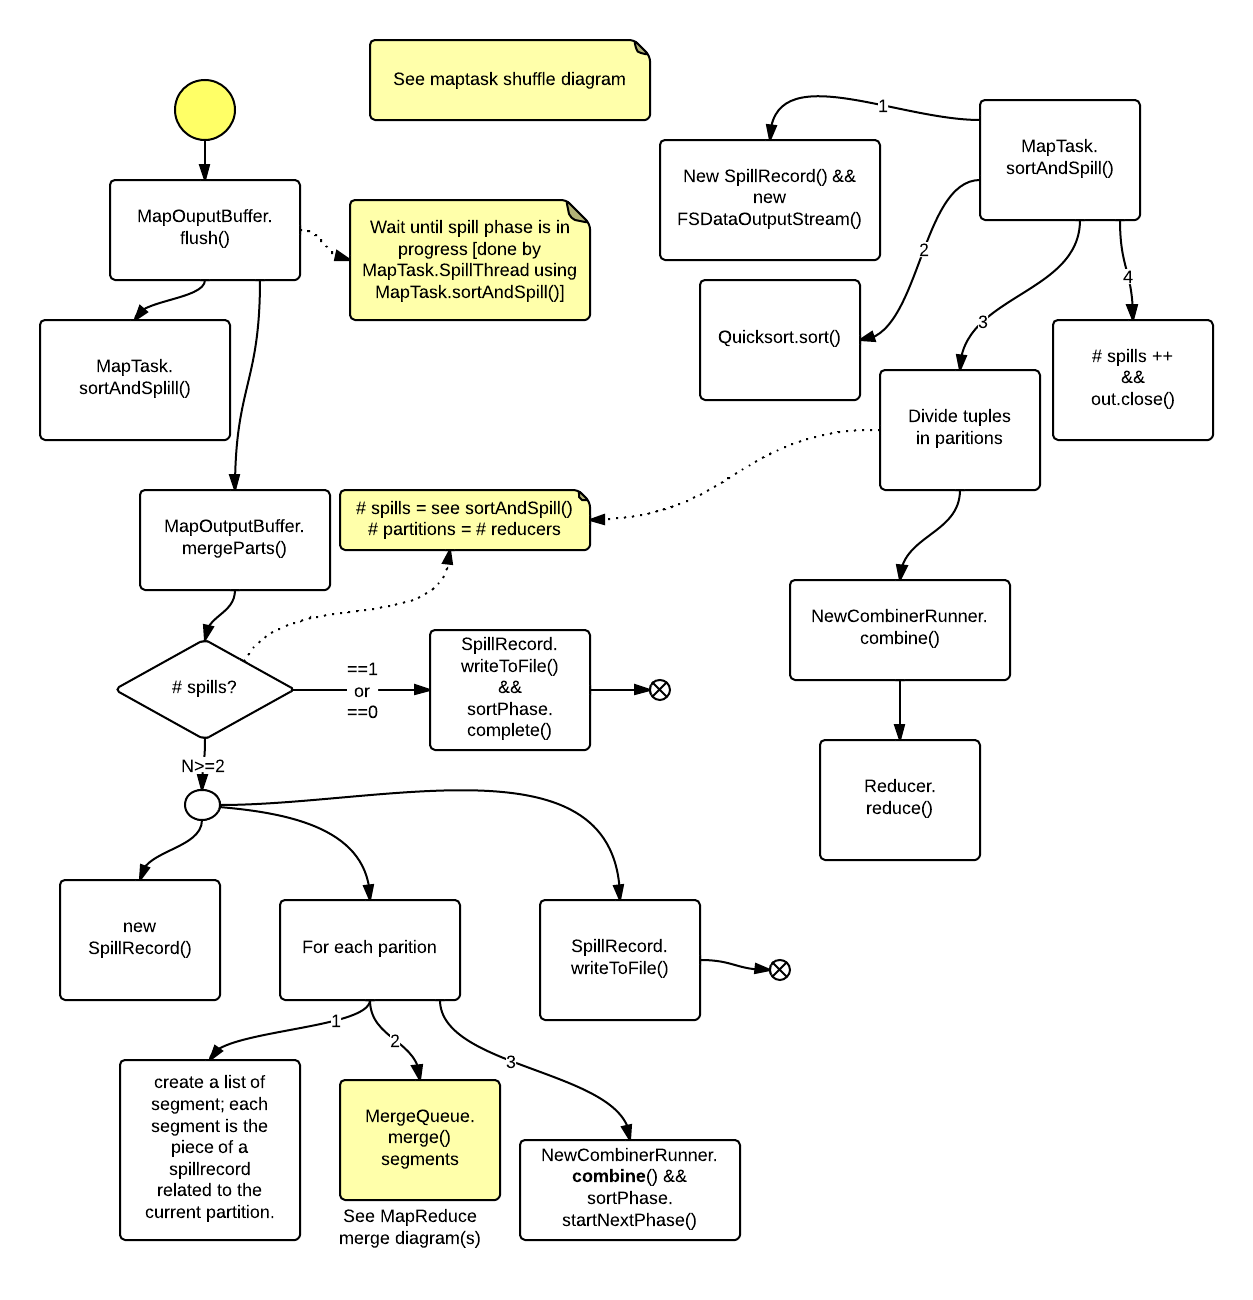 See maptask shuffle diagram
MapOuputBuffer.
flush()
Wait until spill phase is in
progress [done by
MapTask.SpillThread using
MapTask.sortAndSpill()]
MapTask.
sortAndSplill()
MapOutputBuffer.
mergeParts()
# spills = see sortAndSpill()
# partitions = # reducers
# spills?
==1
or
==0
SpillRecord.
writeToFile()
&&
sortPhase.
complete()
N>=2
new
SpillRecord()
For each parition
SpillRecord.
writeToFile()
1
2
3
create a list of
segment; each
segment is the
piece of a
spillrecord
related to the
current partition.
MergeQueue.
merge()
segments
See MapReduce
merge diagram(s)
NewCombinerRunner.
combine() &&
sortPhase.
startNextPhase()
MapTask.
sortAndSpill()
1
2
3
4
New SpillRecord() &&
new
FSDataOutputStream()
Quicksort.sort()
Divide tuples
in paritions
# spills ++
&&
out.close()
NewCombinerRunner.
combine()
Reducer.
reduce()